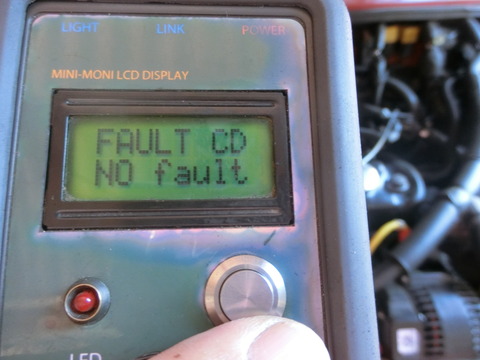 LIGHT LINK POWER
MINI-MONI LCD DISPLAY
FAULT CD
NO fault
LED